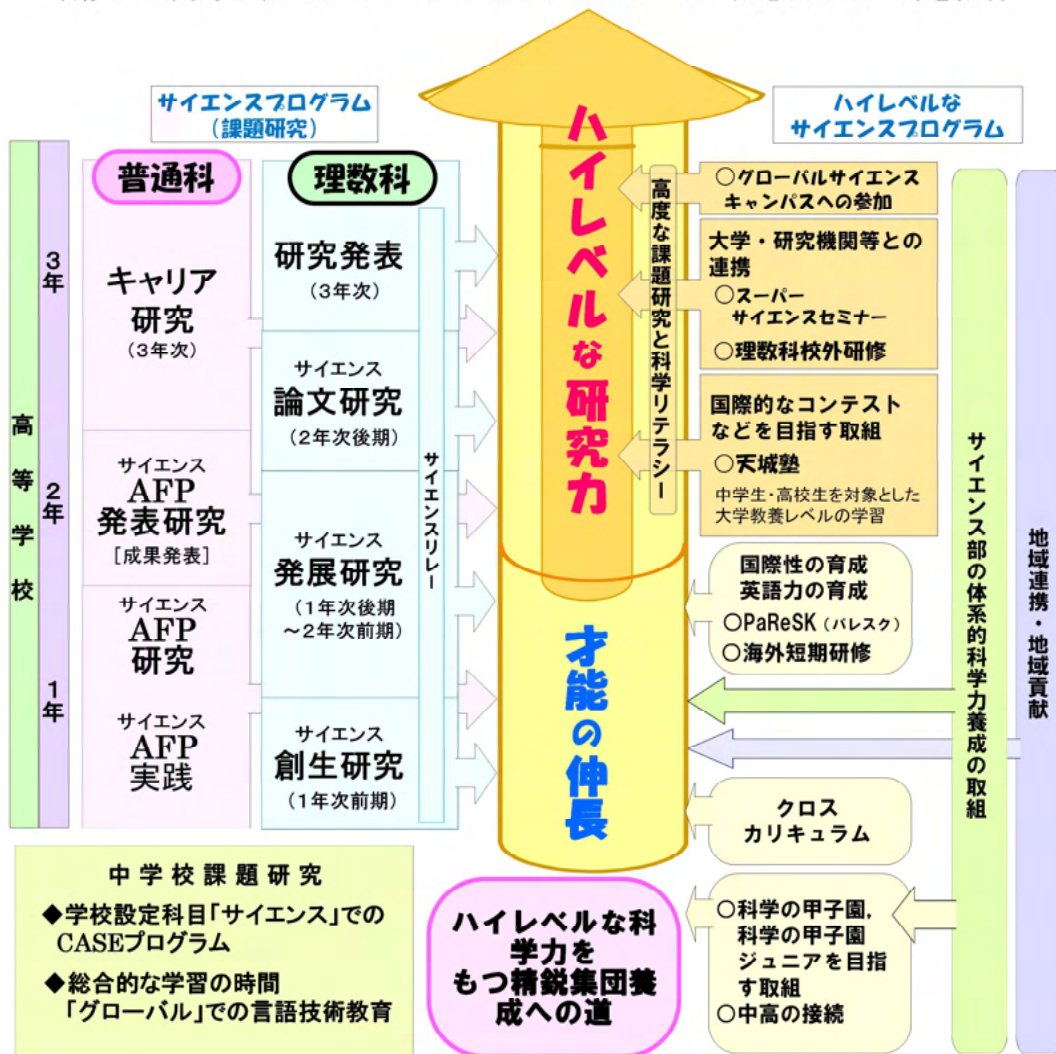 サイエンスプログラム
(課題研究)
ハイレベルな
サイエンスプログラム
高等学校
3年
2年
1年
普通科
キャリア
研究
(3年次)
サイエンス
AFP
発表研究
[成果発表]
サイエンス
AFP
研究
サイエンス
AFP
実践
理数科
研究発表
(3年次)
サイエンス
論文研究
(2年次後期)
サイエンス
発展研究
(1年次後期
～2年次前期)
サイエンス
創生研究
(1年次前期)
サイエンスリレー
ハイレベルな研究力
才能の伸長
高度な課題研究と科学リテラシー
○グローバルサイエンス
キャンパスへの参加
大学・研究機関等との
連携
○スーパー
サイエンスセミナー
○理数科校外研修
国際的なコンテスト
などを目指す取組
○天城塾
中学生・高校生を対象とした
大学教養レベルの学習
国際性の育成
英語力の育成
○PaReSK(パレスク)
○海外短期研修
クロス
カリキュラム
○科学の甲子園,
科学の甲子園
ジュニアを目指
す取組
○中高の接続
サイエンス部の体系的科学力養成の取組
地域連携・地域貢献
中学校課題研究
◆学校設定科目「サイエンス」での
CASEプログラム
◆総合的な学習の時間
「グローバル」での言語技術教育
ハイレベルな科
学力を
もつ精鋭集団養
成への道